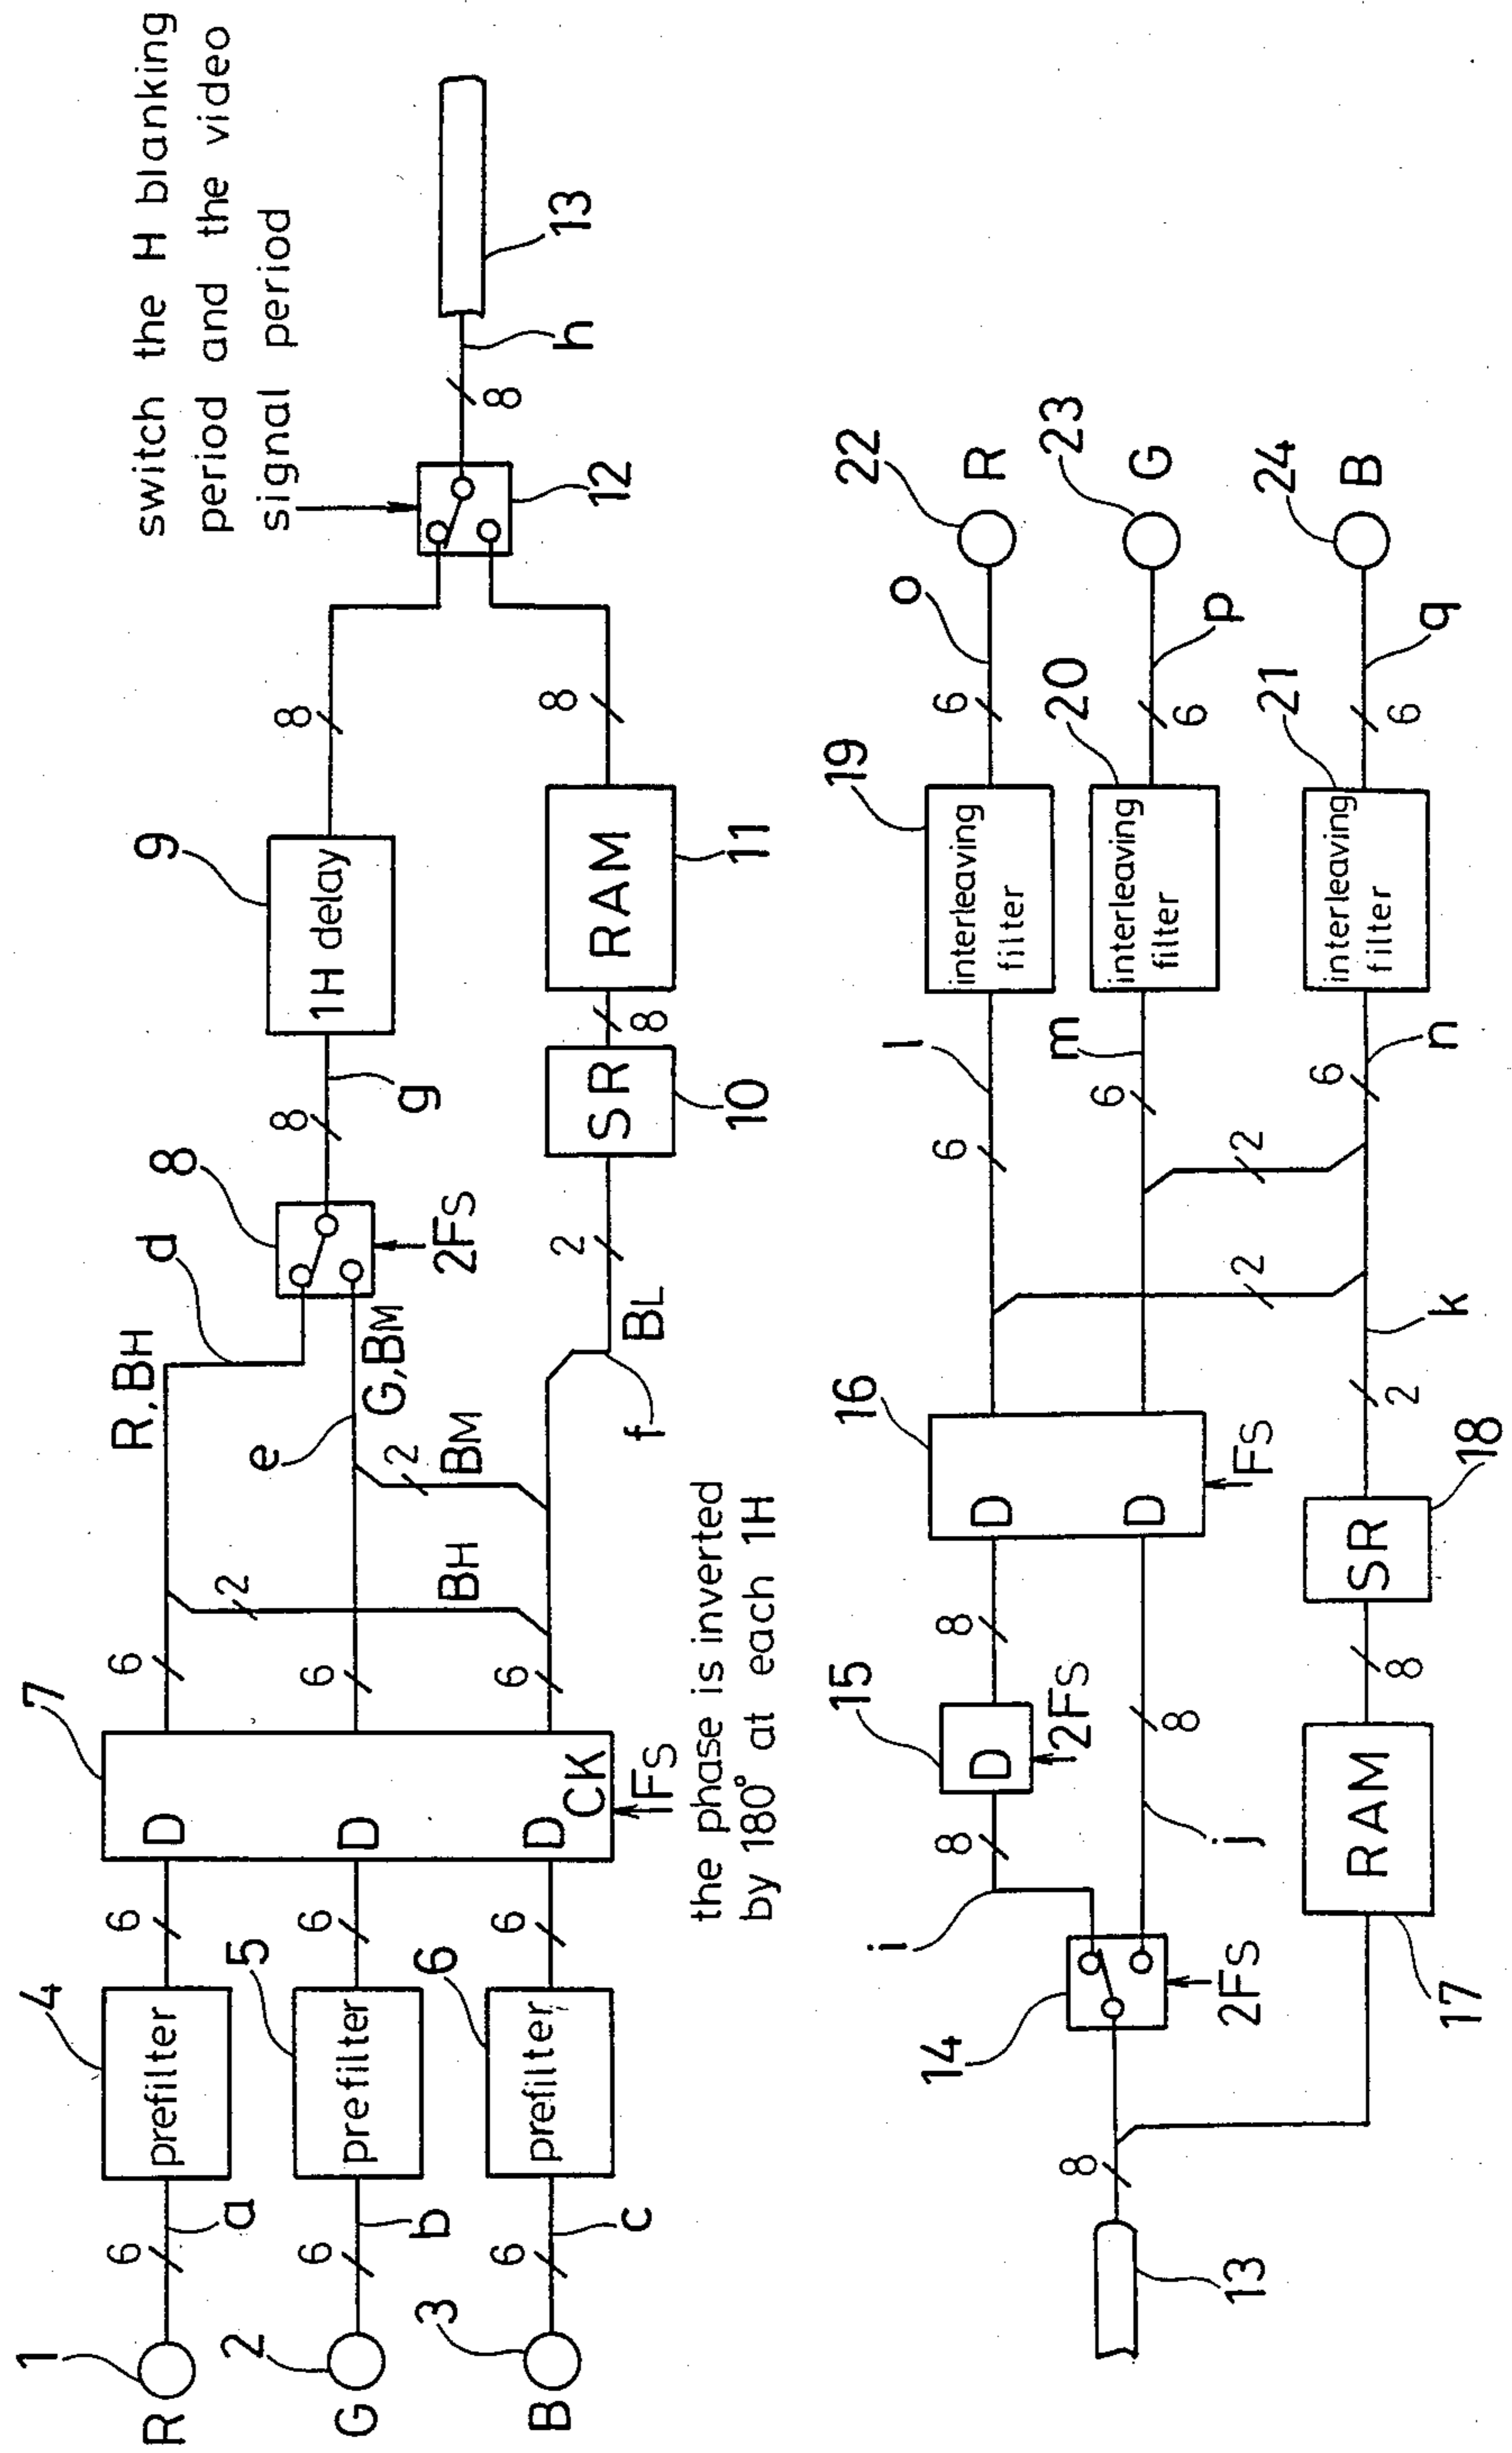 switch the H blanking
period and the video
signal period
1
R
a
6
4
prefilter
6
7
D
6
R, BH
d
2
BH
2
G
b
6
5
prefilter
6
D
6
e
G, BM
2
BM
3
B
c
6
6
prefilter
6
D
CK
FS
6
f
BL
2
the phase is inverted
by 180° at each 1H
8
2FS
g
8
9
1H delay
8
SR
10
8
RAM
11
8
12
8
h
13
13
8
14
2FS
i
8
15
D
2FS
8
j
8
16
D
D
FS
17
RAM
8
18
SR
2
k
2
2
l
6
m
6
n
6
19
interleaving
filter
6
o
22
R
20
interleaving
filter
6
p
23
G
21
interleaving
filter
6
q
24
B